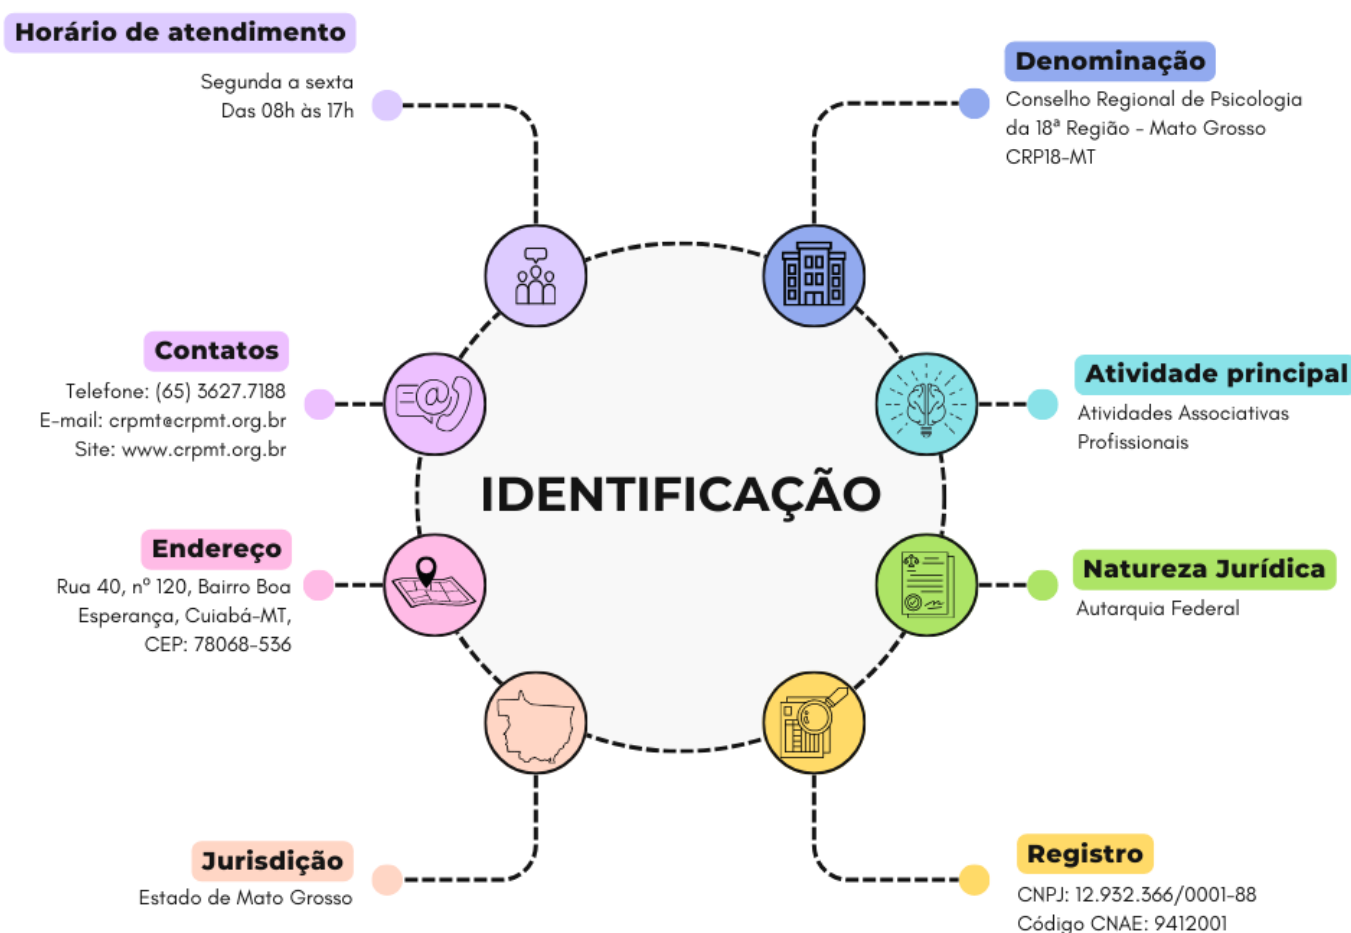 Horário de atendimento
Segunda a sexta
Das 08h às 17h
Denominação
Conselho Regional de Psicologia
da 18ª Região - Mato Grosso
CRP18-MT
Contatos
Telefone: (65) 3627.7188
E-mail: crpmt@crpmt.org.br
Site: www.crpmt.org.br
Atividade principal
Atividades Associativas
Profissionais
IDENTIFICAÇÃO
Endereço
Rua 40, nº 120, Bairro Boa
Esperança, Cuiabá-MT,
CEP: 78068-536
Natureza Jurídica
Autarquia Federal
Jurisdição
Estado de Mato Grosso
Registro
CNPJ: 12.932.366/0001-88
Código CNAE: 9412001